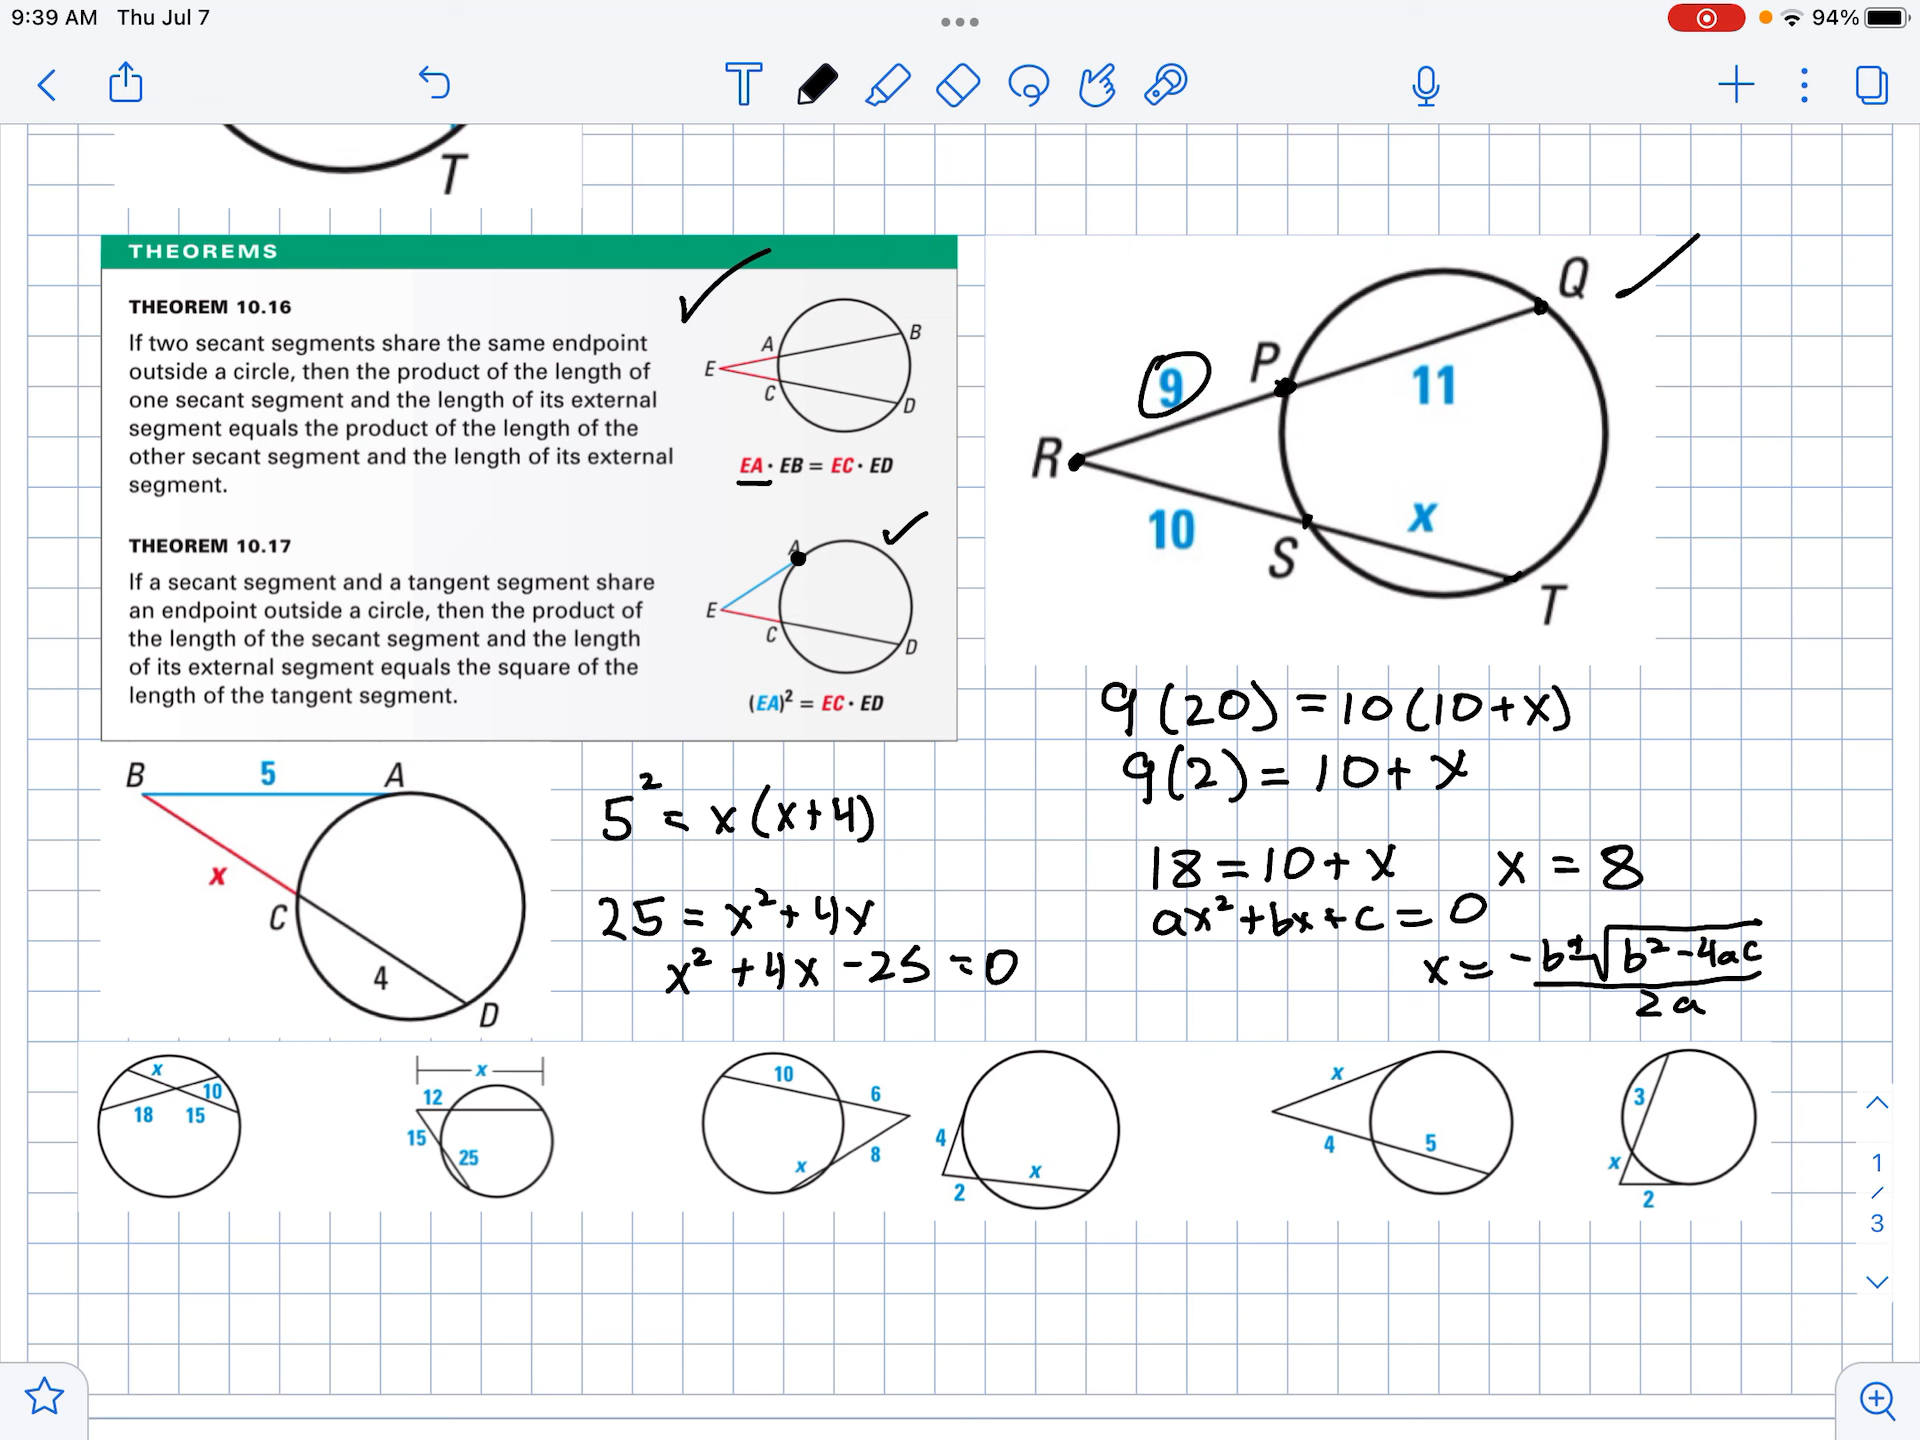 9:39 AM Thu Jul 7
94%
T
THEOREMS
THEOREM 10.16
If two secant segments share the same endpoint
outside a circle, then the product of the length of
one secant segment and the length of its external
segment equals the product of the length of the
other secant segment and the length of its external
segment.
A
B
E
C
D
EA · EB = EC · ED
THEOREM 10.17
If a secant segment and a tangent segment share
an endpoint outside a circle, then the product of
the length of the secant segment and the length
of its external segment equals the square of the
length of the tangent segment.
A
E
C
D
(EA)² = EC · ED
Q
P
9
11
R
10
x
S
T
9(20) = 10(10+x)
9(2) = 10+x
18 = 10+x x = 8
ax²+bx+c = 0
x = -b±√b²-4ac
2a
B 5 A
x
C
4
D
5² = x(x+4)
25 = x²+4x
x²+4x-25=0
x
10
18 15
x
12
15
25
10
6
8
x
4
2
x
x
4
5
3
x
2
1
/
3